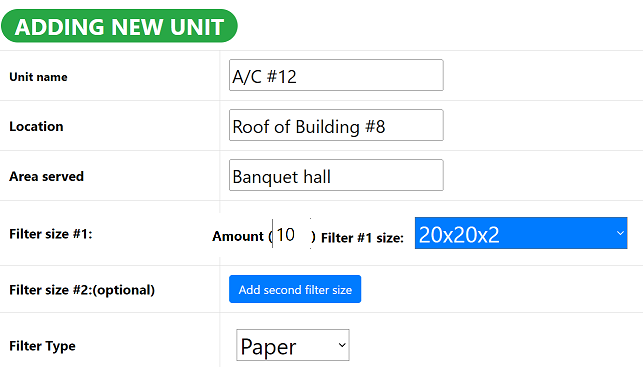 ADDING NEW UNIT
Unit name A/C #12
Location Roof of Building #8
Area served Banquet hall
Filter size #1: Amount (10) Filter #1 size: 20x20x2
Filter size #2:(optional) Add second filter size
Filter Type Paper